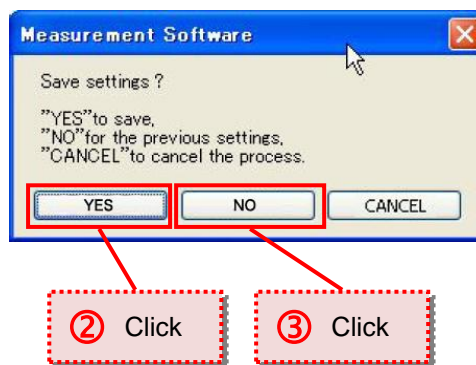 Measurement Software
Save settings ?
"YES"to save,
"NO"for the previous settings,
"CANCEL"to cancel the process.
YES NO CANCEL
② Click ③ Click